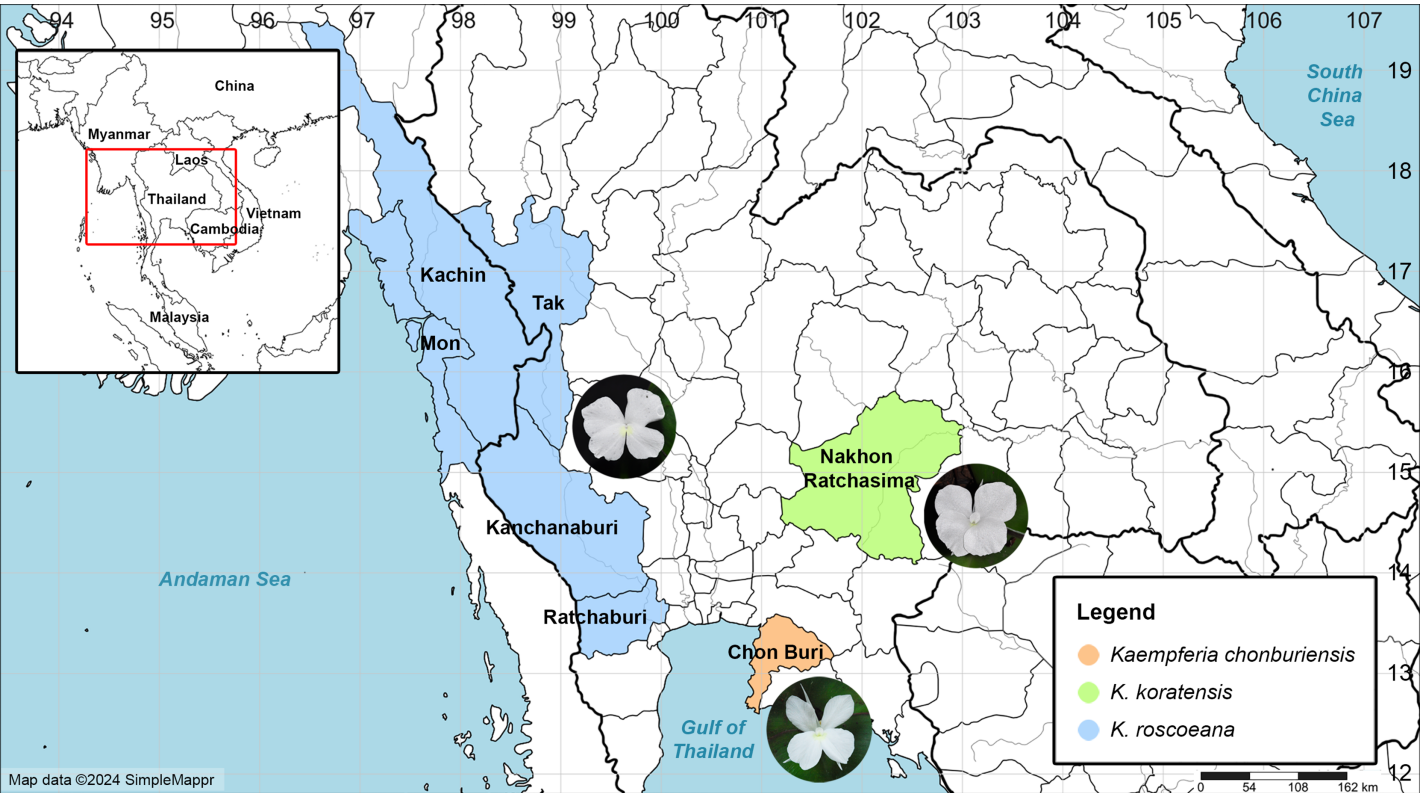 94 95 96 97 98 99 100 101 102 103 104 105 106 107
19
18
17
16
15
14
13
12
China
Myanmar
Laos
Thailand
Vietnam
Cambodia
Malaysia
South
China
Sea
Kachin
Tak
Mon
Nakhon
Ratchasima
Kanchanaburi
Ratchaburi
Chon Buri
Andaman Sea
Gulf of
Thailand
Legend
Kaempferia chonburiensis
K. koratensis
K. roscoeana
Map data ©2024 SimpleMappr
0 54 108 162 km